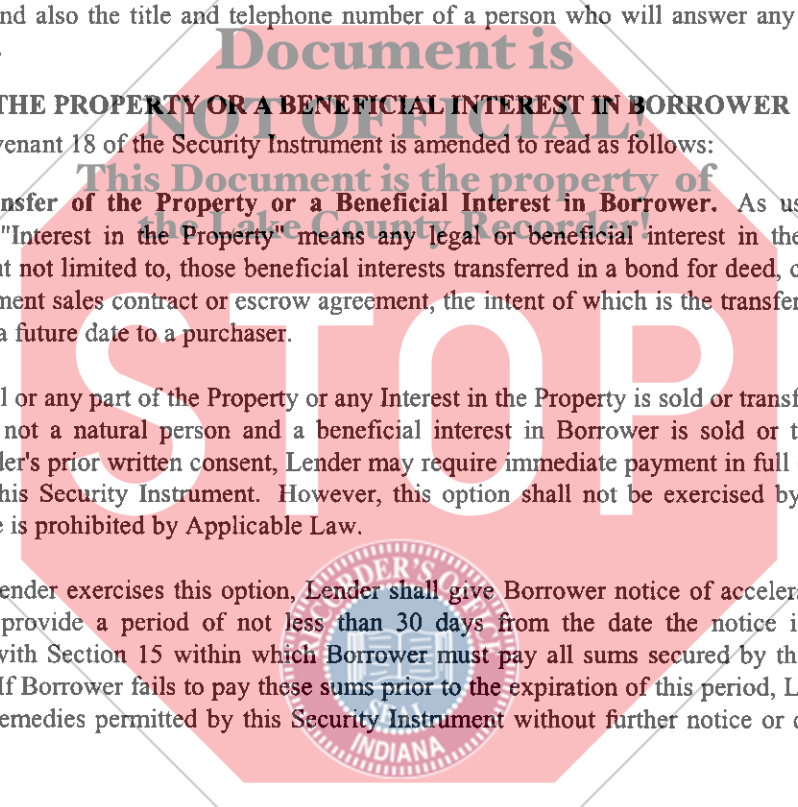 nd also the title and telephone number of a person who will answer any
Document is
THE PROPERTY OR A BENEFICIAL INTEREST IN BORROWER
NOT OFFICIAL!
venant 18 of the Security Instrument is amended to read as follows:
This Document is the property of
nsfer of the Property or a Beneficial Interest in Borrower. As us
the Lake County Recorder!
"Interest in the Property" means any legal or beneficial interest in the
t not limited to, those beneficial interests transferred in a bond for deed, c
ment sales contract or escrow agreement, the intent of which is the transfer
a future date to a purchaser.
STOP
l or any part of the Property or any Interest in the Property is sold or transf
not a natural person and a beneficial interest in Borrower is sold or t
der's prior written consent, Lender may require immediate payment in full
his Security Instrument. However, this option shall not be exercised by
e is prohibited by Applicable Law.
RECORDER'S OFFICE
ender exercises this option, Lender shall give Borrower notice of acceler
provide a period of not less than 30 days from the date the notice i
with Section 15 within which Borrower must pay all sums secured by th
If Borrower fails to pay these sums prior to the expiration of this period, L
emedies permitted by this Security Instrument without further notice or d
SEAL
INDIANA